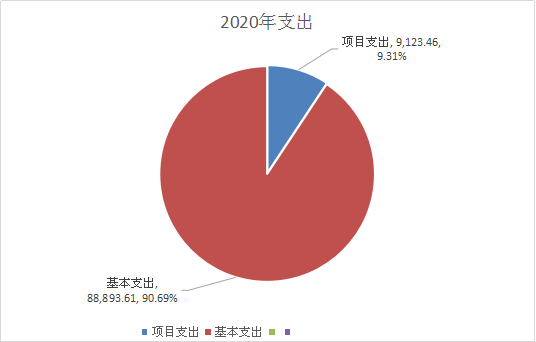 2020年支出
项目支出, 9,123.46,
9.31%
基本支出,
88,893.61, 90.69%
项目支出 基本支出